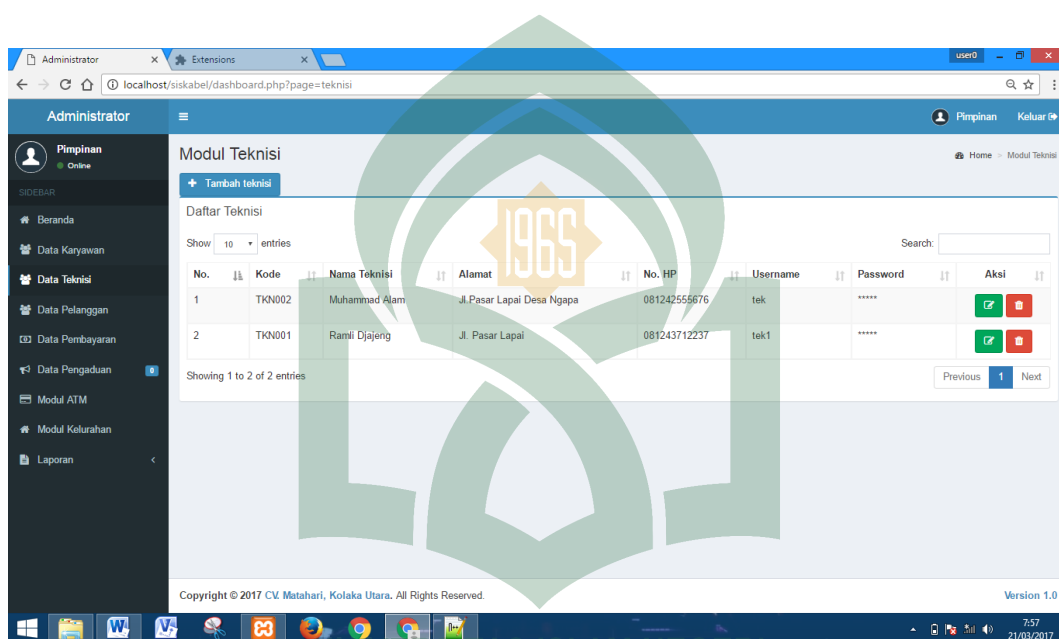 Administrator
Extensions
user0
localhost/siskabel/dashboard.php?page=teknisi
Administrator
Pimpinan
Keluar
Pimpinan
Online
SIDEBAR
Beranda
Data Karyawan
Data Teknisi
Data Pelanggan
Data Pembayaran
Data Pengaduan 0
Modul ATM
Modul Kelurahan
Laporan
Modul Teknisi
Home > Modul Teknisi
+ Tambah teknisi
Daftar Teknisi
Show 10 entries
Search:
No. Kode Nama Teknisi Alamat No. HP Username Password Aksi
1 TKN002 Muhammad Alam Jl.Pasar Lapai Desa Ngapa 081242555676 tek *****
2 TKN001 Ramli Djajeng Jl. Pasar Lapai 081243712237 tek1 *****
Showing 1 to 2 of 2 entries
Previous 1 Next
1965
Copyright © 2017 CV. Matahari, Kolaka Utara. All Rights Reserved.
Version 1.0
7:57
21/03/2017